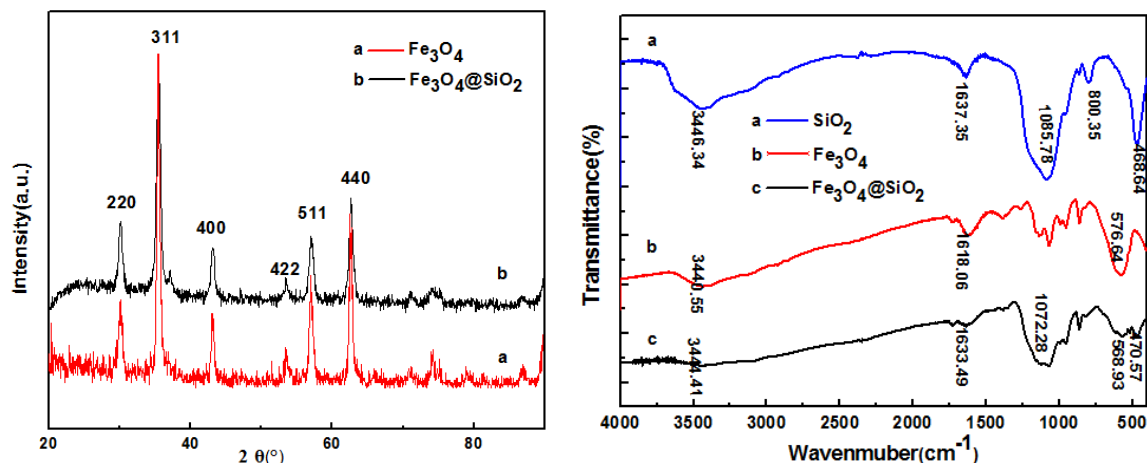 311
a Fe₃O₄
b Fe₃O₄@SiO₂
220
400
422
511
440
b
a
Intensity(a.u.)
20 40 60 80
2 θ(°)
a
3446.34
1637.35
1085.78
800.35
468.64
a SiO₂
b Fe₃O₄
c Fe₃O₄@SiO₂
b
3440.55
1618.06
576.64
c
3444.41
1633.49
1072.28
568.93
470.57
Transmittance(%)
4000 3500 3000 2500 2000 1500 1000 500
Wavenmuber(cm⁻¹)